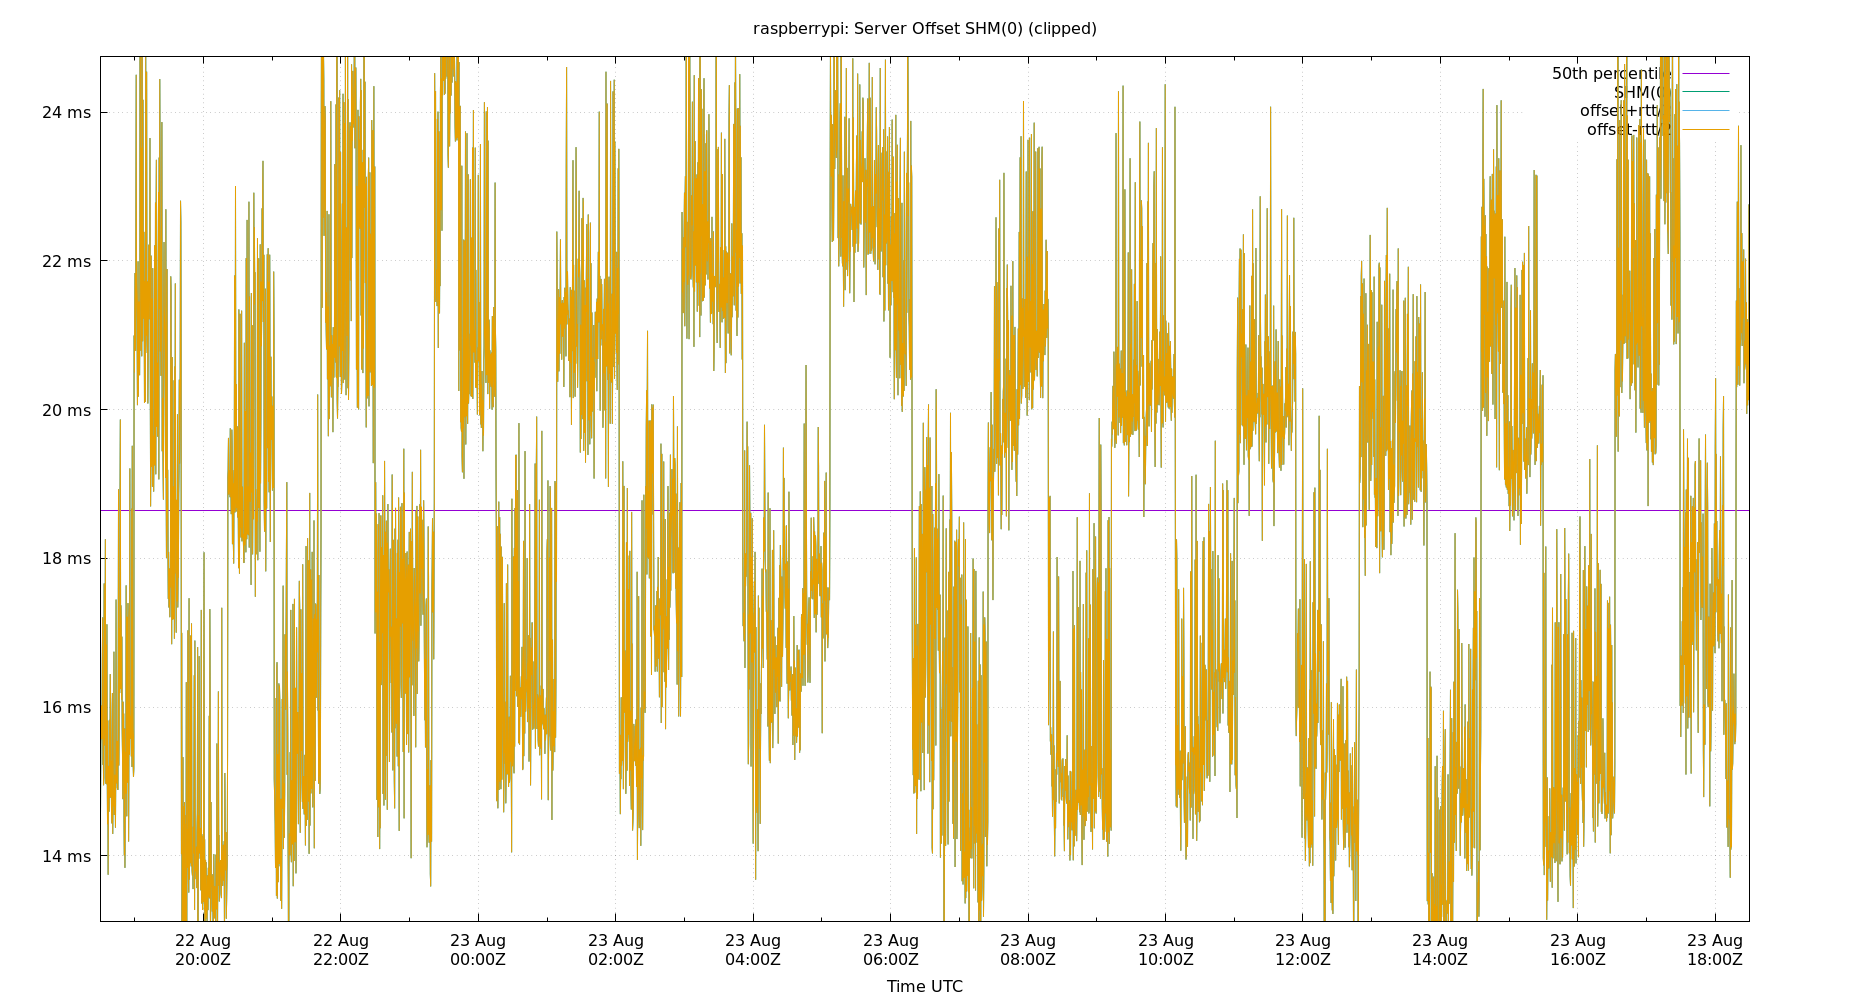 raspberrypi: Server Offset SHM(0) (clipped)
50th percentile
SHM(0)
offset+rtt/2
offset-rtt/2
24 ms
22 ms
20 ms
18 ms
16 ms
14 ms
22 Aug 22 Aug 23 Aug 23 Aug 23 Aug 23 Aug 23 Aug 23 Aug 23 Aug 23 Aug 23 Aug 23 Aug
20:00Z 22:00Z 00:00Z 02:00Z 04:00Z 06:00Z 08:00Z 10:00Z 12:00Z 14:00Z 16:00Z 18:00Z
Time UTC